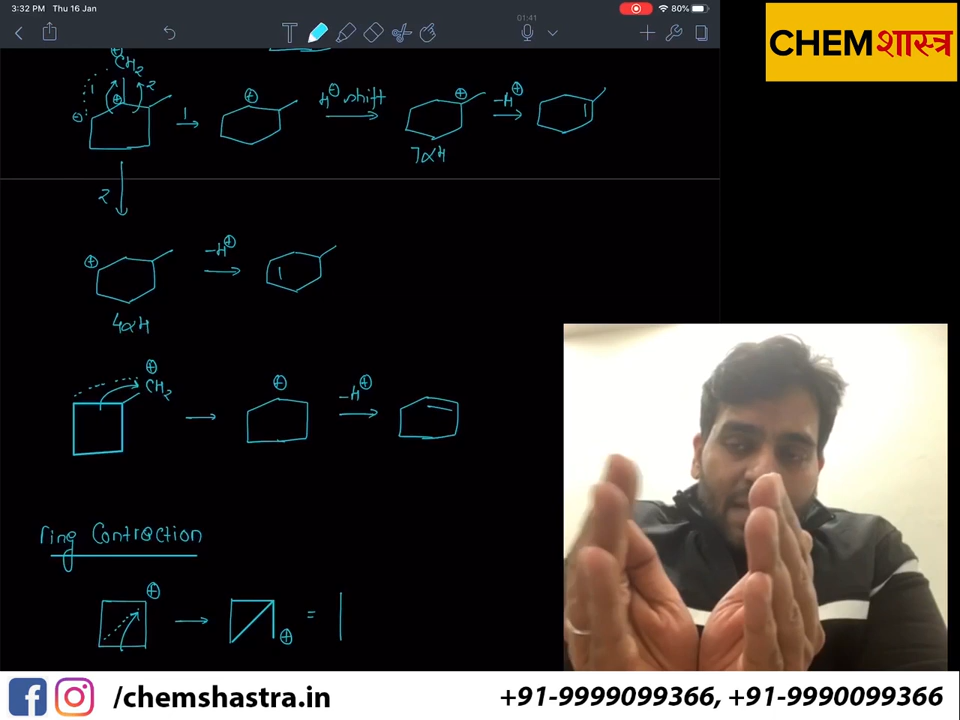 3:32 PM Thu 16 Jan
80%
01:41
T
CHEMशास्त्र
⊕
CH2
1
2
⊕
⊖
1
⊕
H⊕ shift
⊕
-H⊕
7αH
2
⊕
-H⊕
4αH
⊕
CH2
⊕
-H⊕
ring Contraction
⊕
⊕
=
f /chemshastra.in
+91-9999099366, +91-9990099366